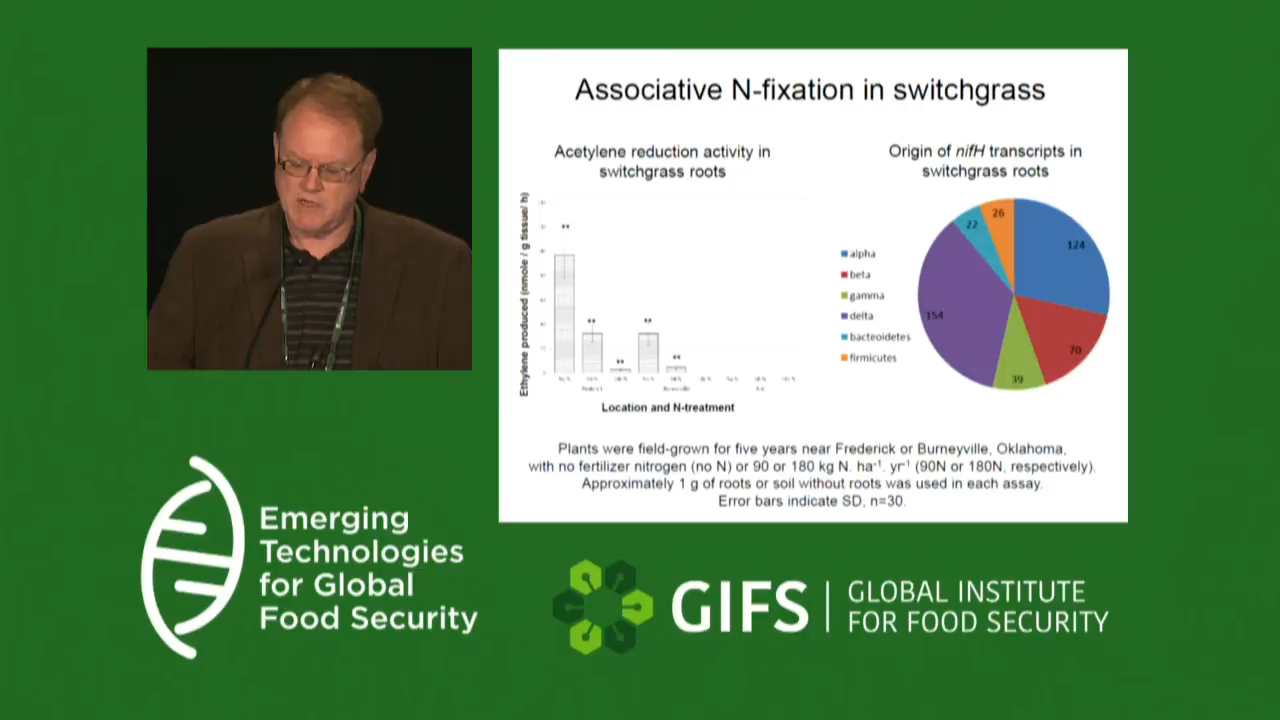 Associative N-fixation in switchgrass
Acetylene reduction activity in
switchgrass roots
Ethylene produced (nmole / g tissue/ h)
**
**
**
**
**
Location and N-treatment
Origin of nifH transcripts in
switchgrass roots
alpha
beta
gamma
delta
bacteoidetes
firmicutes
26
22
124
154
70
39
Plants were field-grown for five years near Frederick or Burneyville, Oklahoma,
with no fertilizer nitrogen (no N) or 90 or 180 kg N. ha⁻¹. yr⁻¹ (90N or 180N, respectively).
Approximately 1 g of roots or soil without roots was used in each assay.
Error bars indicate SD, n=30.
Emerging
Technologies
for Global
Food Security
GIFS
GLOBAL INSTITUTE
FOR FOOD SECURITY